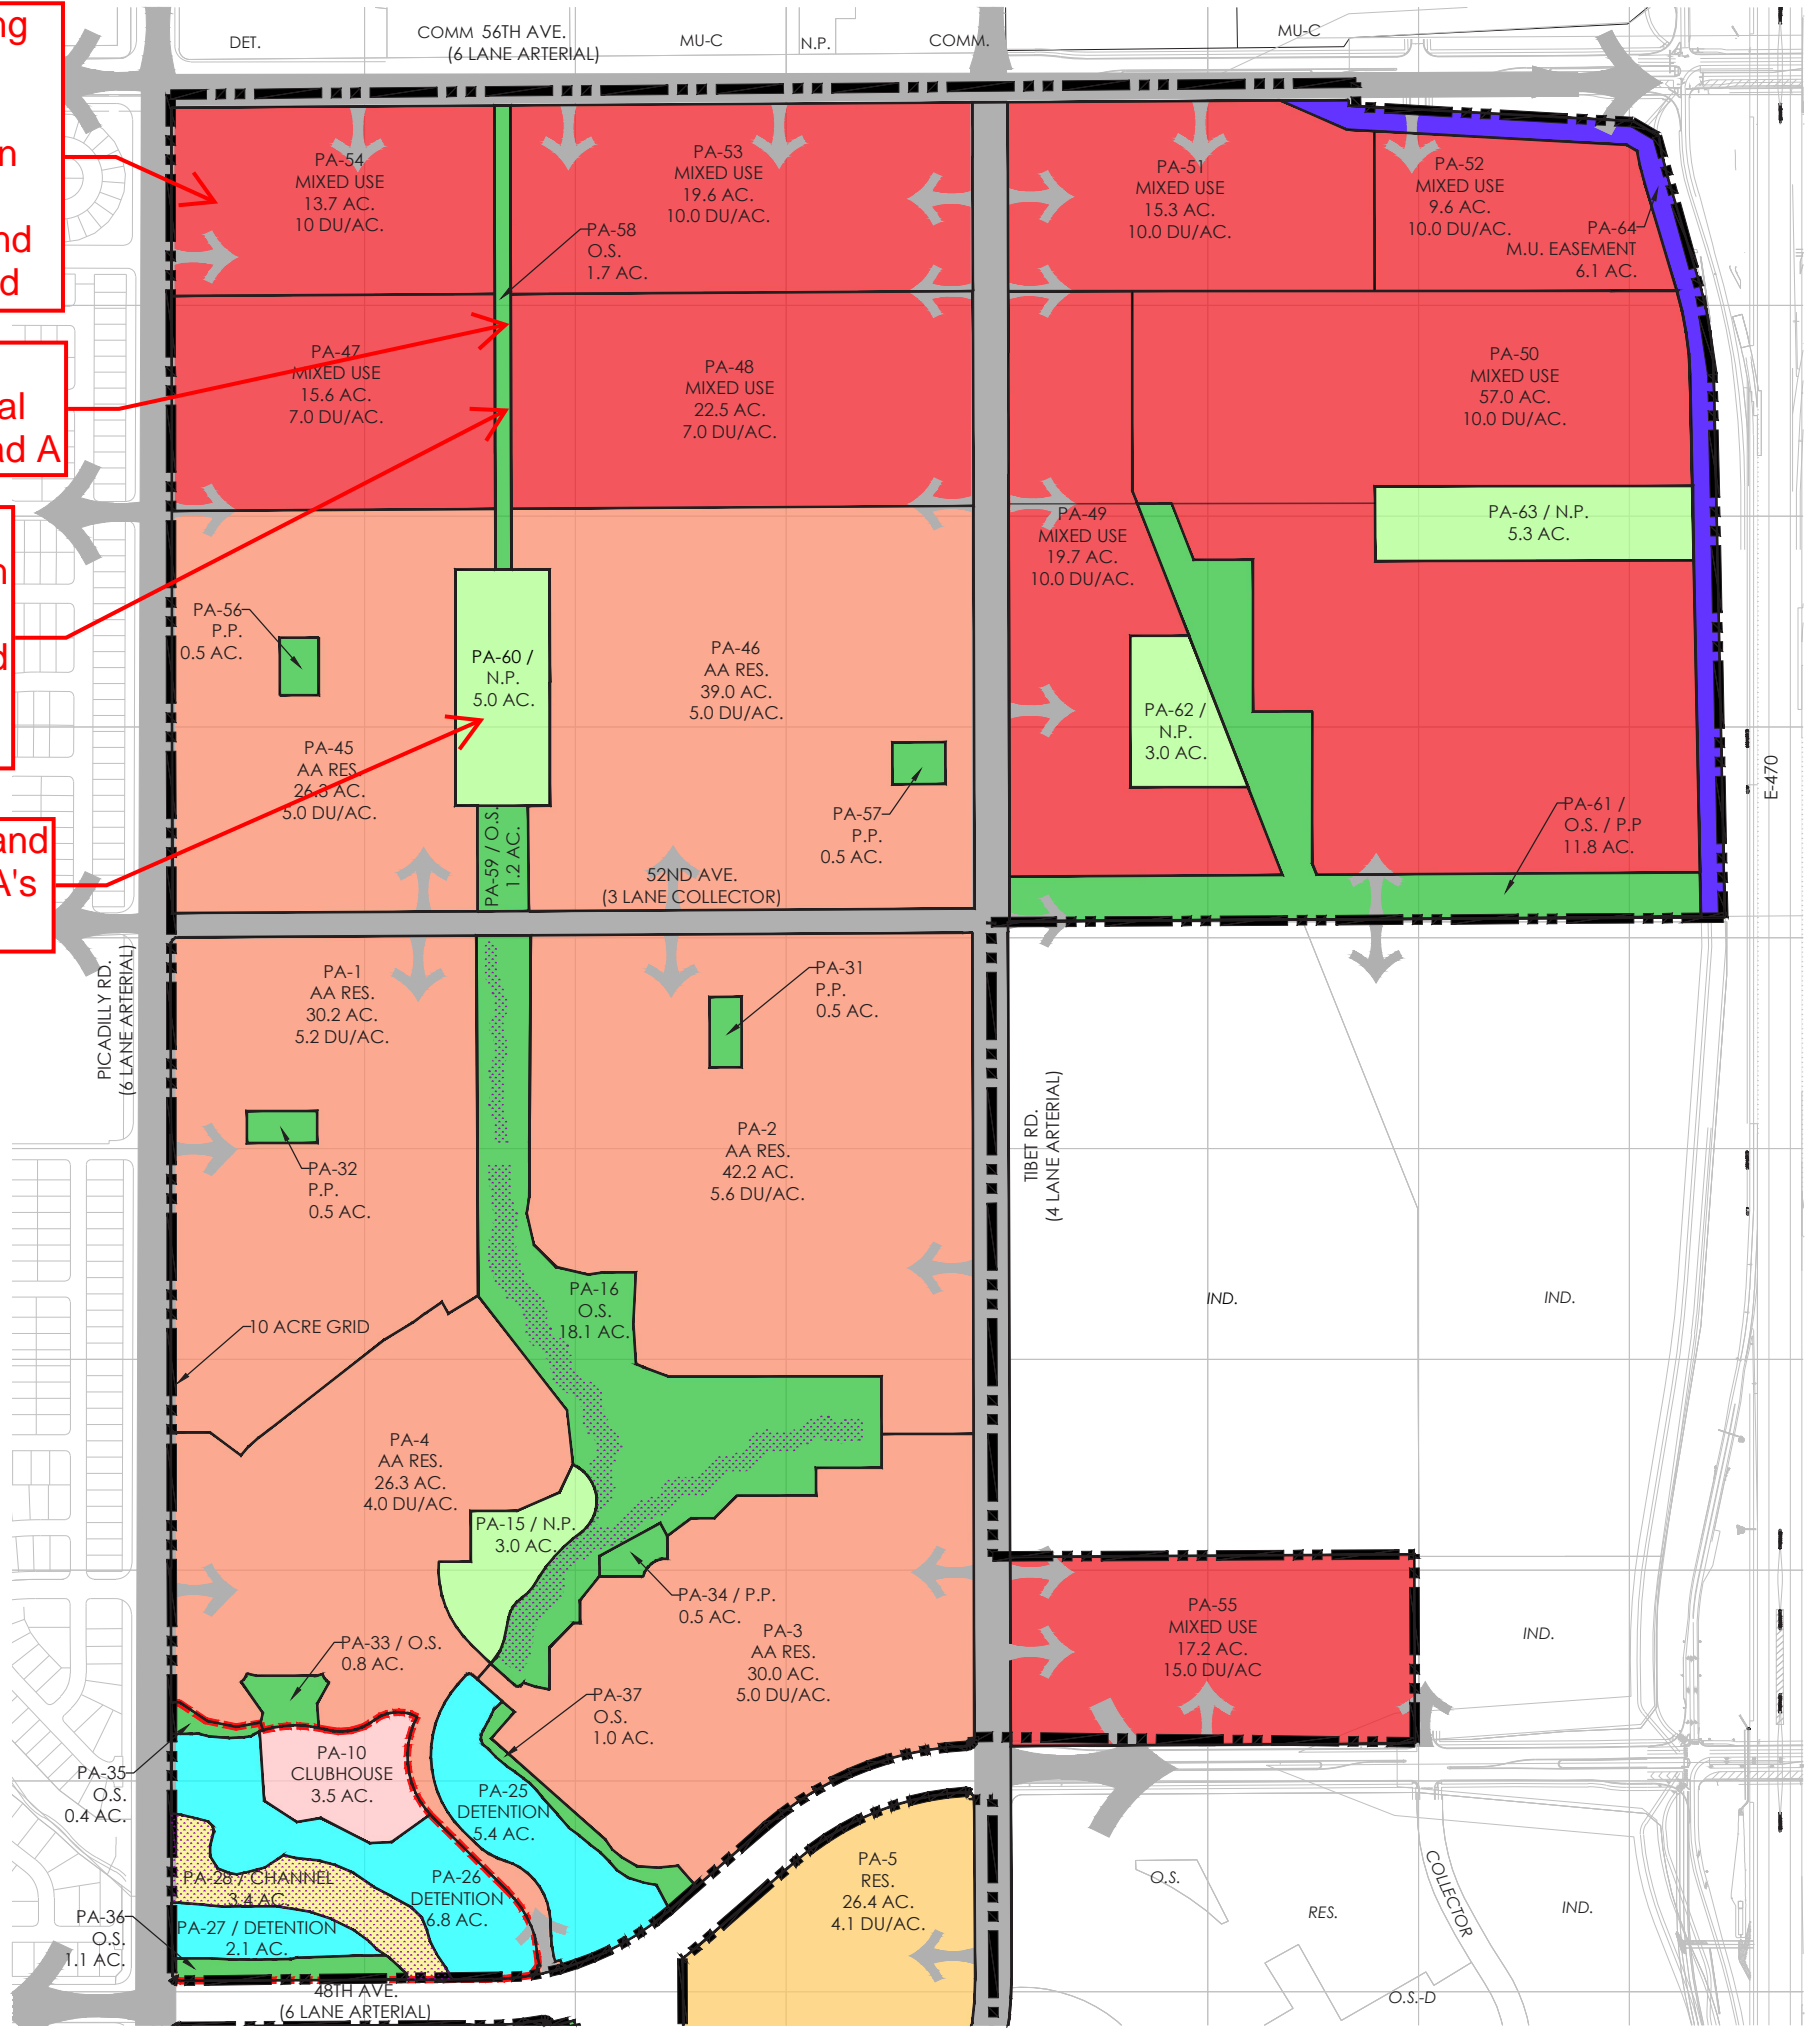 ng
n
nd
d
al
ad A
n
d
and
A's
DET.
COMM 56TH AVE.
(6 LANE ARTERIAL)
MU-C
N.P.
COMM.
MU-C
PA-54
MIXED USE
13.7 AC.
10 DU/AC.
PA-53
MIXED USE
19.6 AC.
10.0 DU/AC.
PA-58
O.S.
1.7 AC.
PA-51
MIXED USE
15.3 AC.
10.0 DU/AC.
PA-52
MIXED USE
9.6 AC.
10.0 DU/AC.
PA-64
M.U. EASEMENT
6.1 AC.
PA-47
MIXED USE
15.6 AC.
7.0 DU/AC.
PA-48
MIXED USE
22.5 AC.
7.0 DU/AC.
PA-50
MIXED USE
57.0 AC.
10.0 DU/AC.
PA-49
MIXED USE
19.7 AC.
10.0 DU/AC.
PA-63 / N.P.
5.3 AC.
PA-56
P.P.
0.5 AC.
PA-60 /
N.P.
5.0 AC.
PA-46
AA RES.
39.0 AC.
5.0 DU/AC.
PA-62 /
N.P.
3.0 AC.
PA-45
AA RES.
26.3 AC.
5.0 DU/AC.
PA-57
P.P.
0.5 AC.
PA-61 /
O.S. / P.P
11.8 AC.
E-470
PA-59 / O.S.
1.2 AC.
52ND AVE.
(3 LANE COLLECTOR)
PICADILLY RD.
(6 LANE ARTERIAL)
PA-1
AA RES.
30.2 AC.
5.2 DU/AC.
PA-31
P.P.
0.5 AC.
PA-32
P.P.
0.5 AC.
PA-2
AA RES.
42.2 AC.
5.6 DU/AC.
TIBET RD.
(4 LANE ARTERIAL)
PA-16
O.S.
18.1 AC.
10 ACRE GRID
IND.
IND.
PA-4
AA RES.
26.3 AC.
4.0 DU/AC.
PA-15 / N.P.
3.0 AC.
PA-34 / P.P.
0.5 AC.
PA-3
AA RES.
30.0 AC.
5.0 DU/AC.
PA-55
MIXED USE
17.2 AC.
15.0 DU/AC
IND.
PA-33 / O.S.
0.8 AC.
PA-37
O.S.
1.0 AC.
PA-10
CLUBHOUSE
3.5 AC.
PA-35
O.S.
0.4 AC.
PA-25
DETENTION
5.4 AC.
PA-28 / CHANNEL
3.4 AC.
PA-26
DETENTION
6.8 AC.
PA-36
O.S.
1.1 AC.
PA-27 / DETENTION
2.1 AC.
PA-5
RES.
26.4 AC.
4.1 DU/AC.
O.S.
RES.
COLLECTOR
IND.
O.S.-D
48TH AVE.
(6 LANE ARTERIAL)